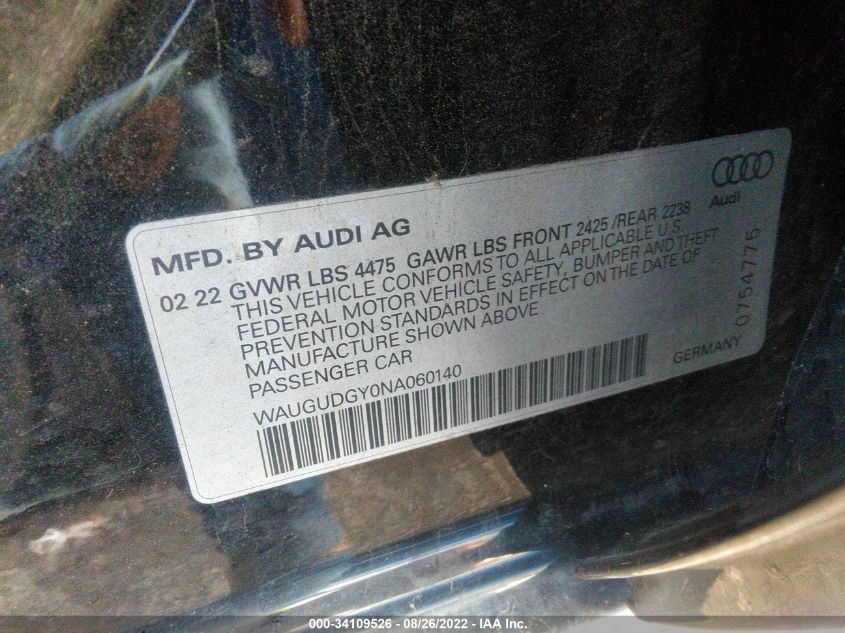 Audi
MFD. BY AUDI AG
02 22 GVWR LBS 4475 GAWR LBS FRONT 2425 /REAR 2238
THIS VEHICLE CONFORMS TO ALL APPLICABLE U.S.
FEDERAL MOTOR VEHICLE SAFETY, BUMPER AND THEFT
PREVENTION STANDARDS IN EFFECT ON THE DATE OF
MANUFACTURE SHOWN ABOVE
PASSENGER CAR
WAUGUDGY0NA060140
GERMANY
07547775
000-34109526 - 08/26/2022 - IAA Inc.